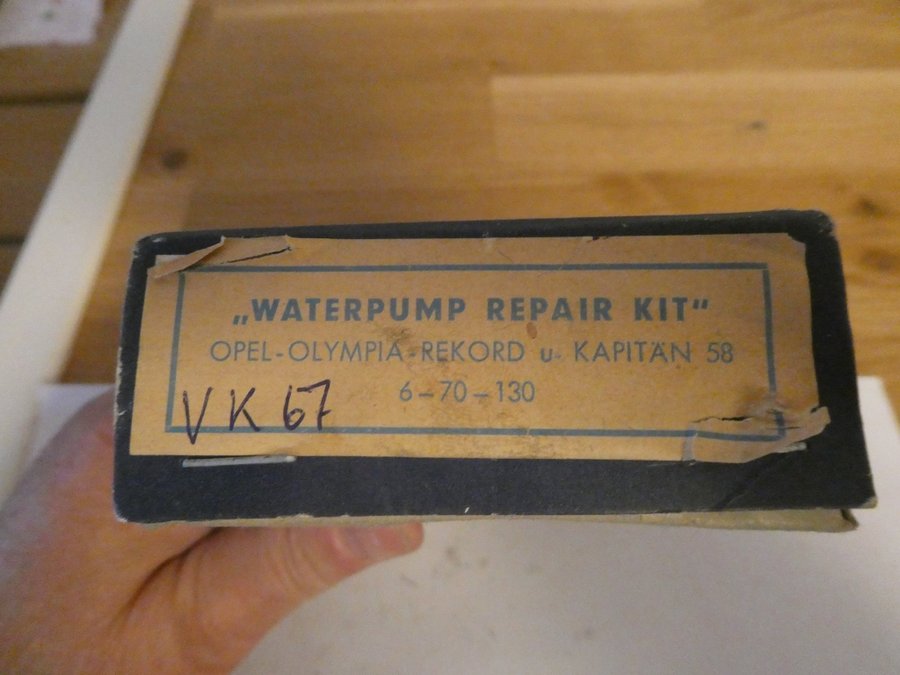 „WATERPUMP REPAIR KIT"
OPEL-OLYMPIA-REKORD u. KAPITÄN 58
6-70-130
VK 67